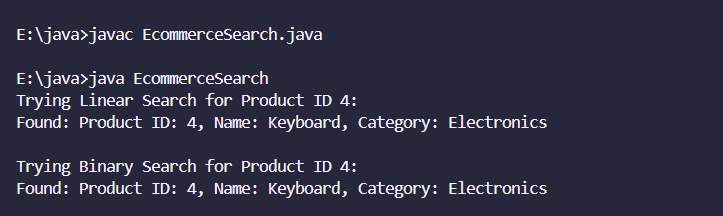 E:\java>javac EcommerceSearch.java
E:\java>java EcommerceSearch
Trying Linear Search for Product ID 4:
Found: Product ID: 4, Name: Keyboard, Category: Electronics
Trying Binary Search for Product ID 4:
Found: Product ID: 4, Name: Keyboard, Category: Electronics